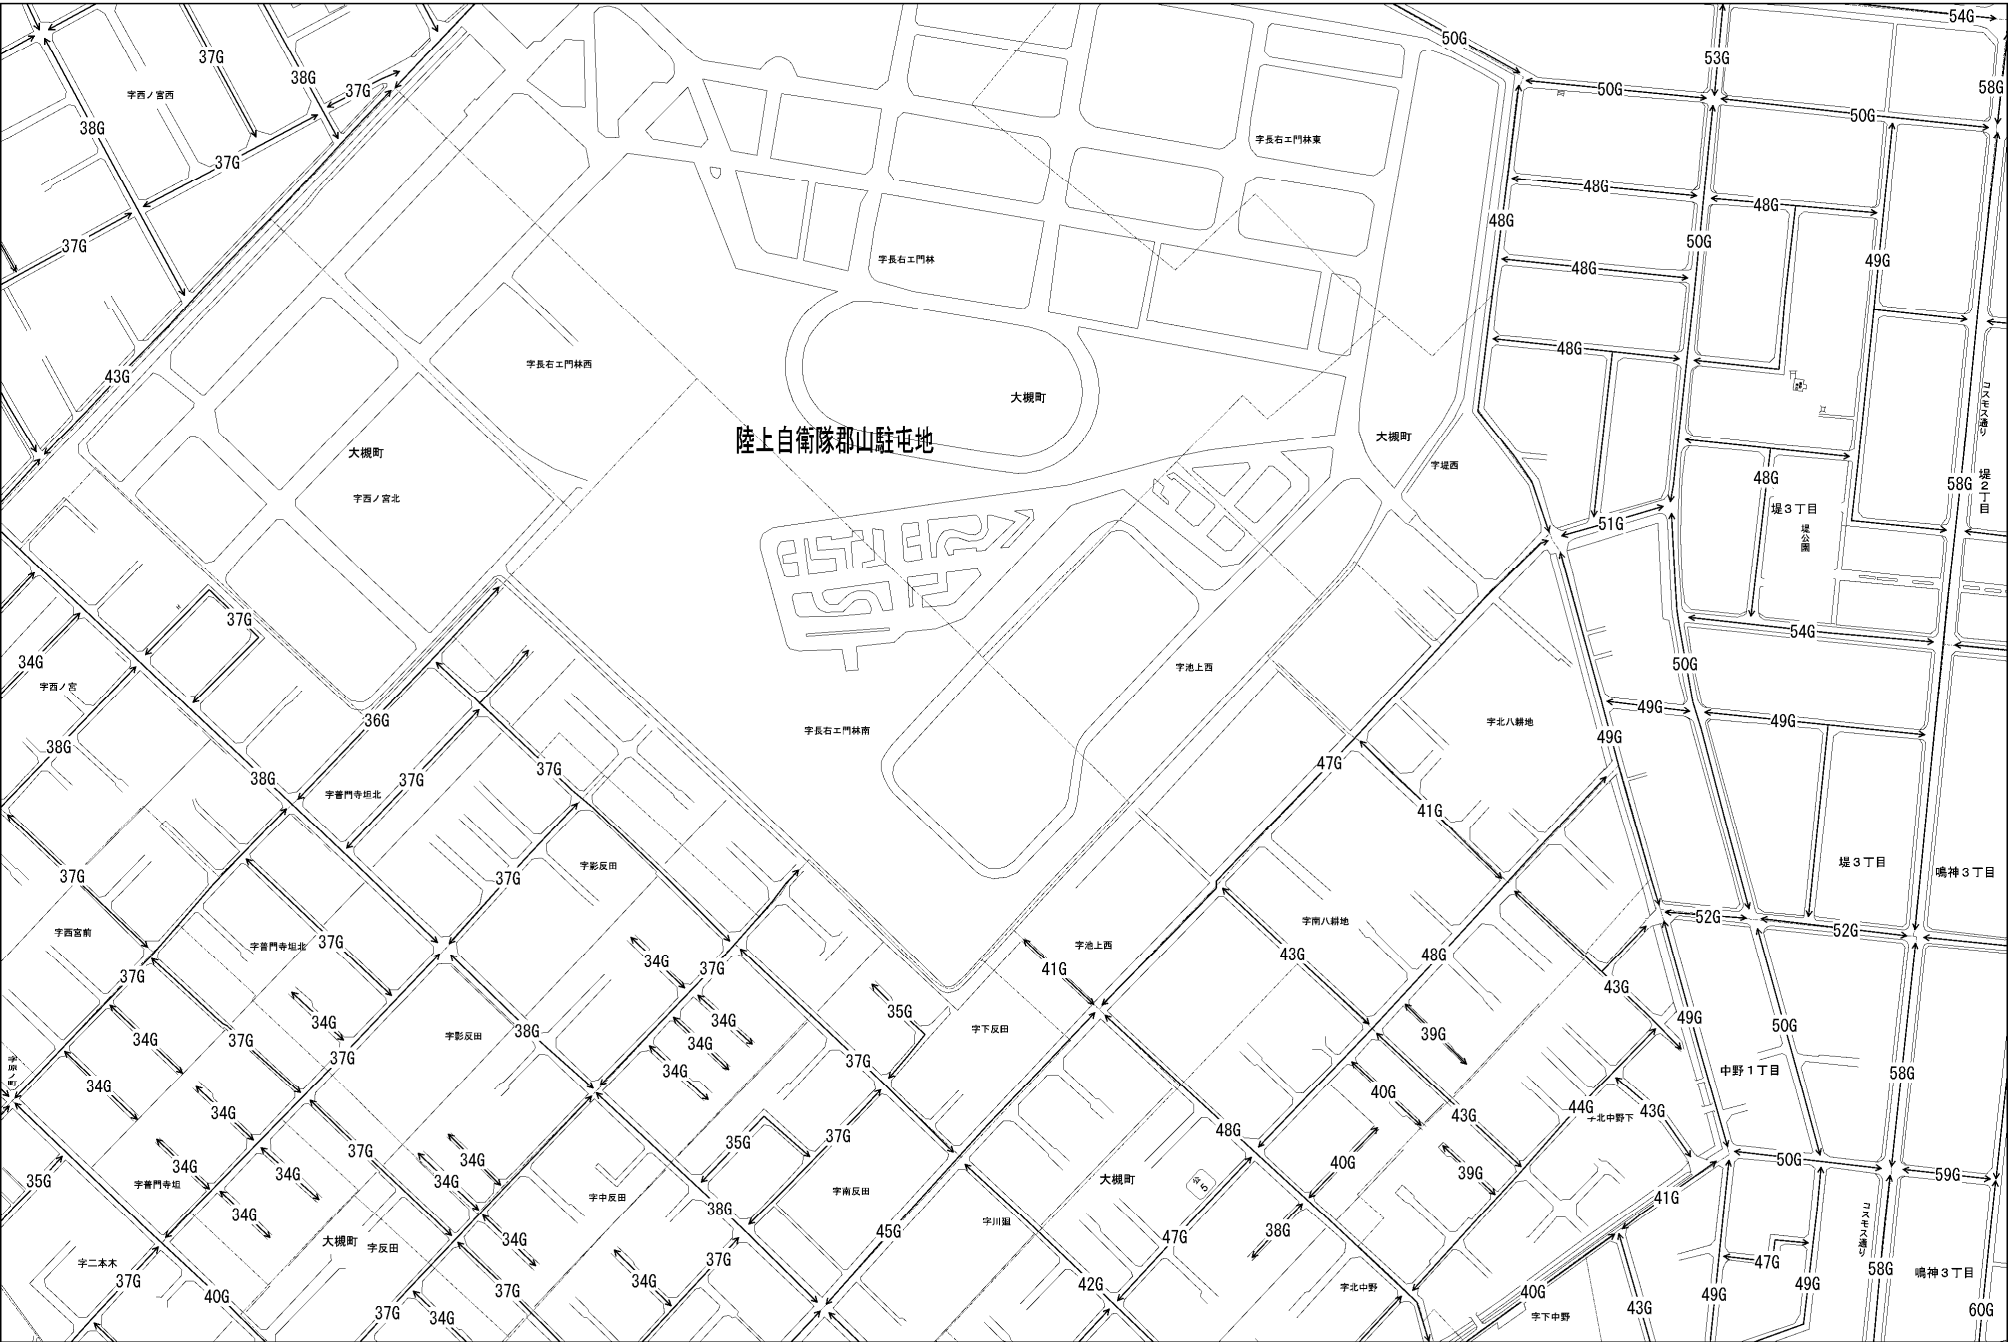 54G
50G
53G
37G
38G
37G
58G
50G
字西ノ宮西
38G
50G
字長右エ門林東
37G
48G
48G
48G
37G
50G
字長右エ門林
49G
48G
48G
字長右エ門林西
43G
大槻町
コスモス通り
陸上自衛隊郡山駐屯地
大槻町
大槻町
字堤西
48G
58G
堤2丁目
字西ノ宮北
堤3丁目
51G
堤公園
37G
54G
34G
50G
字池上西
字西ノ宮
49G
36G
49G
字北八耕地
字長右エ門林南
49G
38G
37G
47G
38G
37G
字普門寺坦北
41G
字影反田
堤3丁目
鳴神3丁目
37G
37G
52G
字南八耕地
52G
字西宮前
37G
字普門寺坦北
字池上西
43G
48G
34G
37G
41G
37G
43G
35G
49G
34G
34G
50G
字下反田
38G
字影反田
39G
34G
37G
34G
37G
37G
中野1丁目
字原ノ町
34G
58G
34G
40G
34G
44G
43G
43G
字北中野下
48G
35G
37G
37G
34G
50G
40G
34G
34G
39G
59G
大槻町
35G
34G
字普門寺坦
34G
公5
字南反田
字中反田
41G
38G
34G
字川廻
コスモス通り
45G
47G
34G
38G
大槻町
字反田
37G
字二本木
47G
58G
鳴神3丁目
37G
34G
42G
字北中野
49G
37G
40G
40G
49G
43G
60G
37G
34G
字下中野